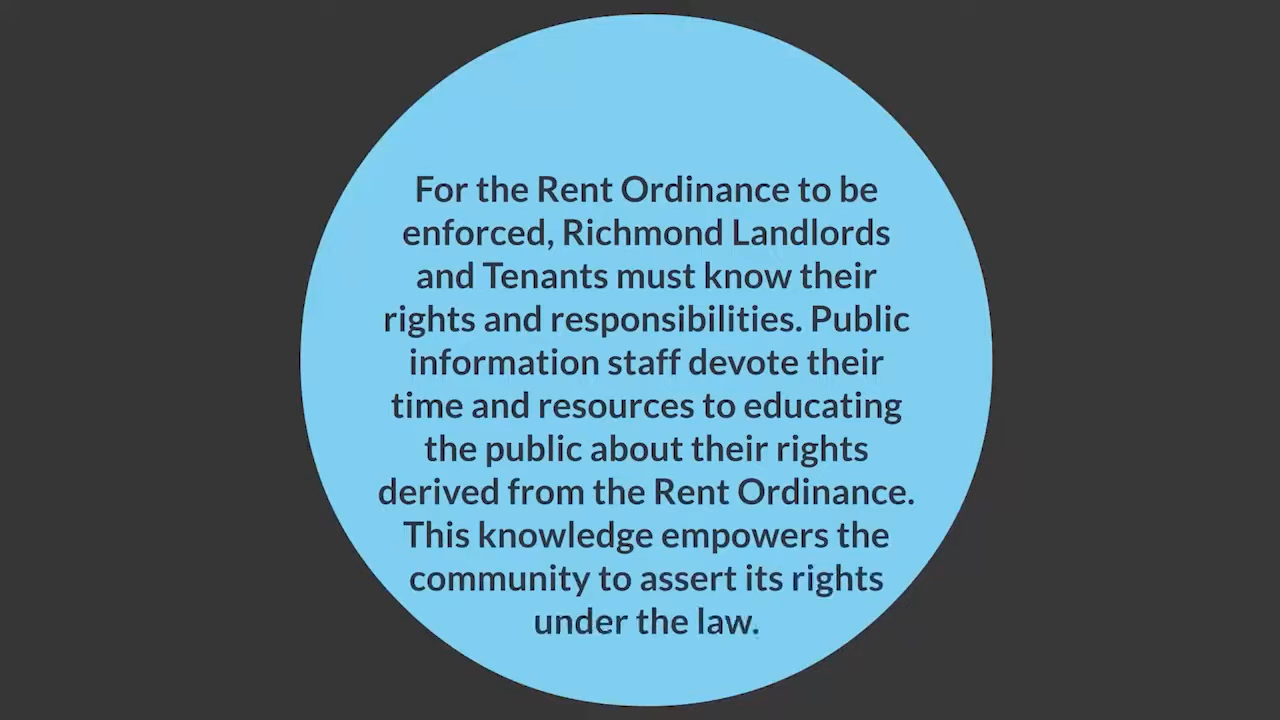 For the Rent Ordinance to be
enforced, Richmond Landlords
and Tenants must know their
rights and responsibilities. Public
information staff devote their
time and resources to educating
the public about their rights
derived from the Rent Ordinance.
This knowledge empowers the
community to assert its rights
under the law.